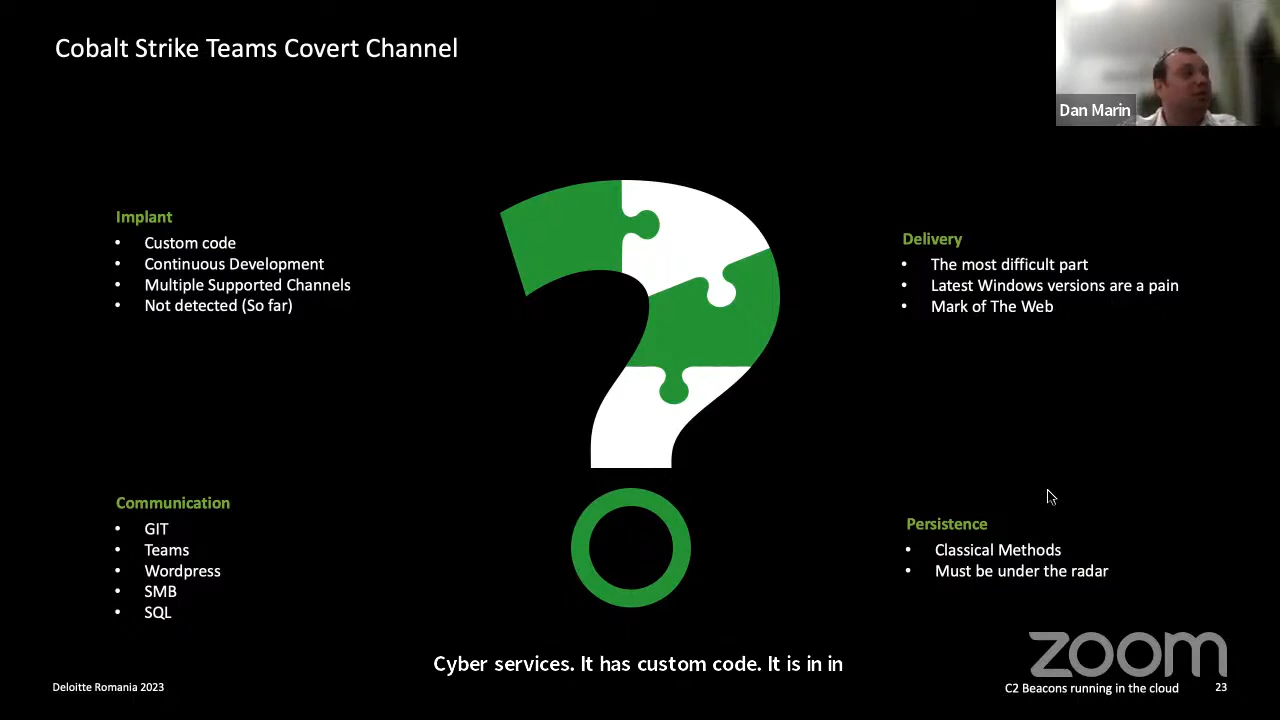 Cobalt Strike Teams Covert Channel
Dan Marin
Implant
• Custom code
• Continuous Development
• Multiple Supported Channels
• Not detected (So far)
Delivery
• The most difficult part
• Latest Windows versions are a pain
• Mark of The Web
Communication
• GIT
• Teams
• Wordpress
• SMB
• SQL
Persistence
• Classical Methods
• Must be under the radar
Cyber services. It has custom code. It is in in
zoom
Deloitte Romania 2023
C2 Beacons running in the cloud 23